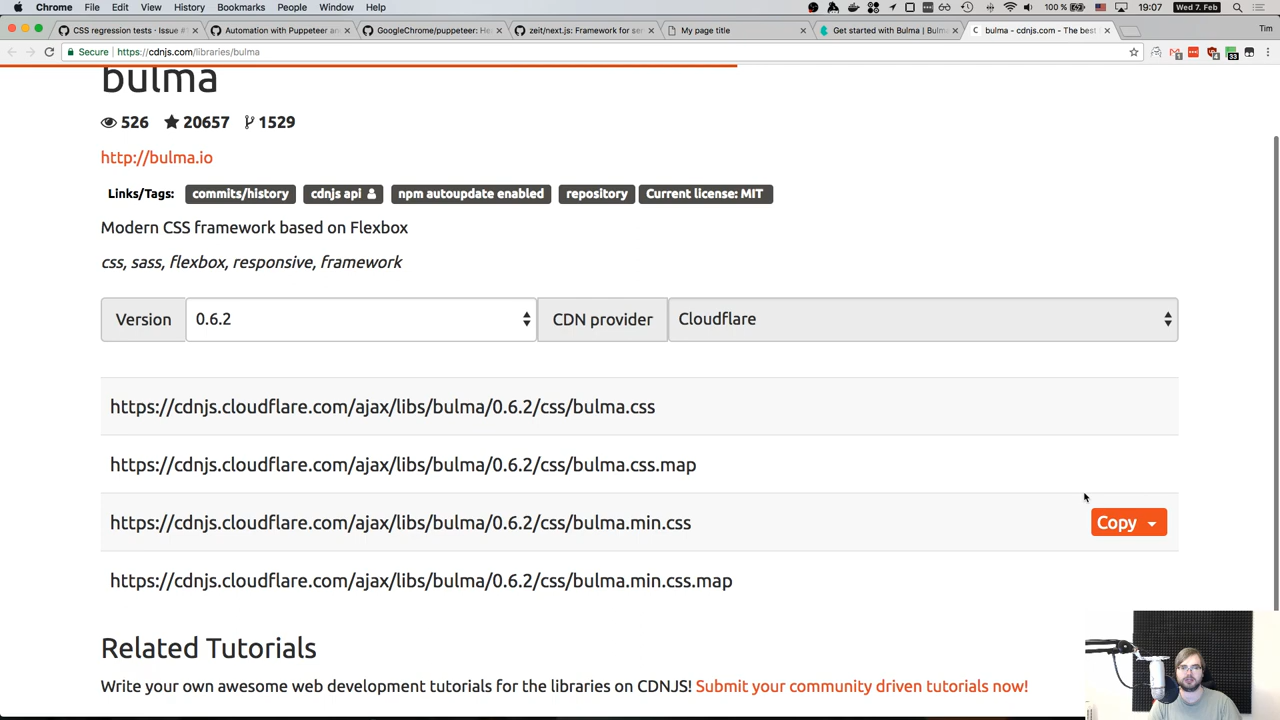 Chrome File Edit View History Bookmarks People Window Help 100 % Wed 7. Feb 19:07
CSS regression tests · Issue # Automation with Puppeteer an GoogleChrome/puppeteer: He zeit/next.js: Framework for se My page title Get started with Bulma | Bulm bulma - cdnjs.com - The best Tim
Secure https://cdnjs.com/libraries/bulma
bulma
526 20657 1529
http://bulma.io
Links/Tags: commits/history cdnjs api npm autoupdate enabled repository Current license: MIT
Modern CSS framework based on Flexbox
css, sass, flexbox, responsive, framework
Version 0.6.2 CDN provider Cloudflare
https://cdnjs.cloudflare.com/ajax/libs/bulma/0.6.2/css/bulma.css
https://cdnjs.cloudflare.com/ajax/libs/bulma/0.6.2/css/bulma.css.map
https://cdnjs.cloudflare.com/ajax/libs/bulma/0.6.2/css/bulma.min.css Copy
https://cdnjs.cloudflare.com/ajax/libs/bulma/0.6.2/css/bulma.min.css.map
Related Tutorials
Write your own awesome web development tutorials for the libraries on CDNJS! Submit your community driven tutorials now!